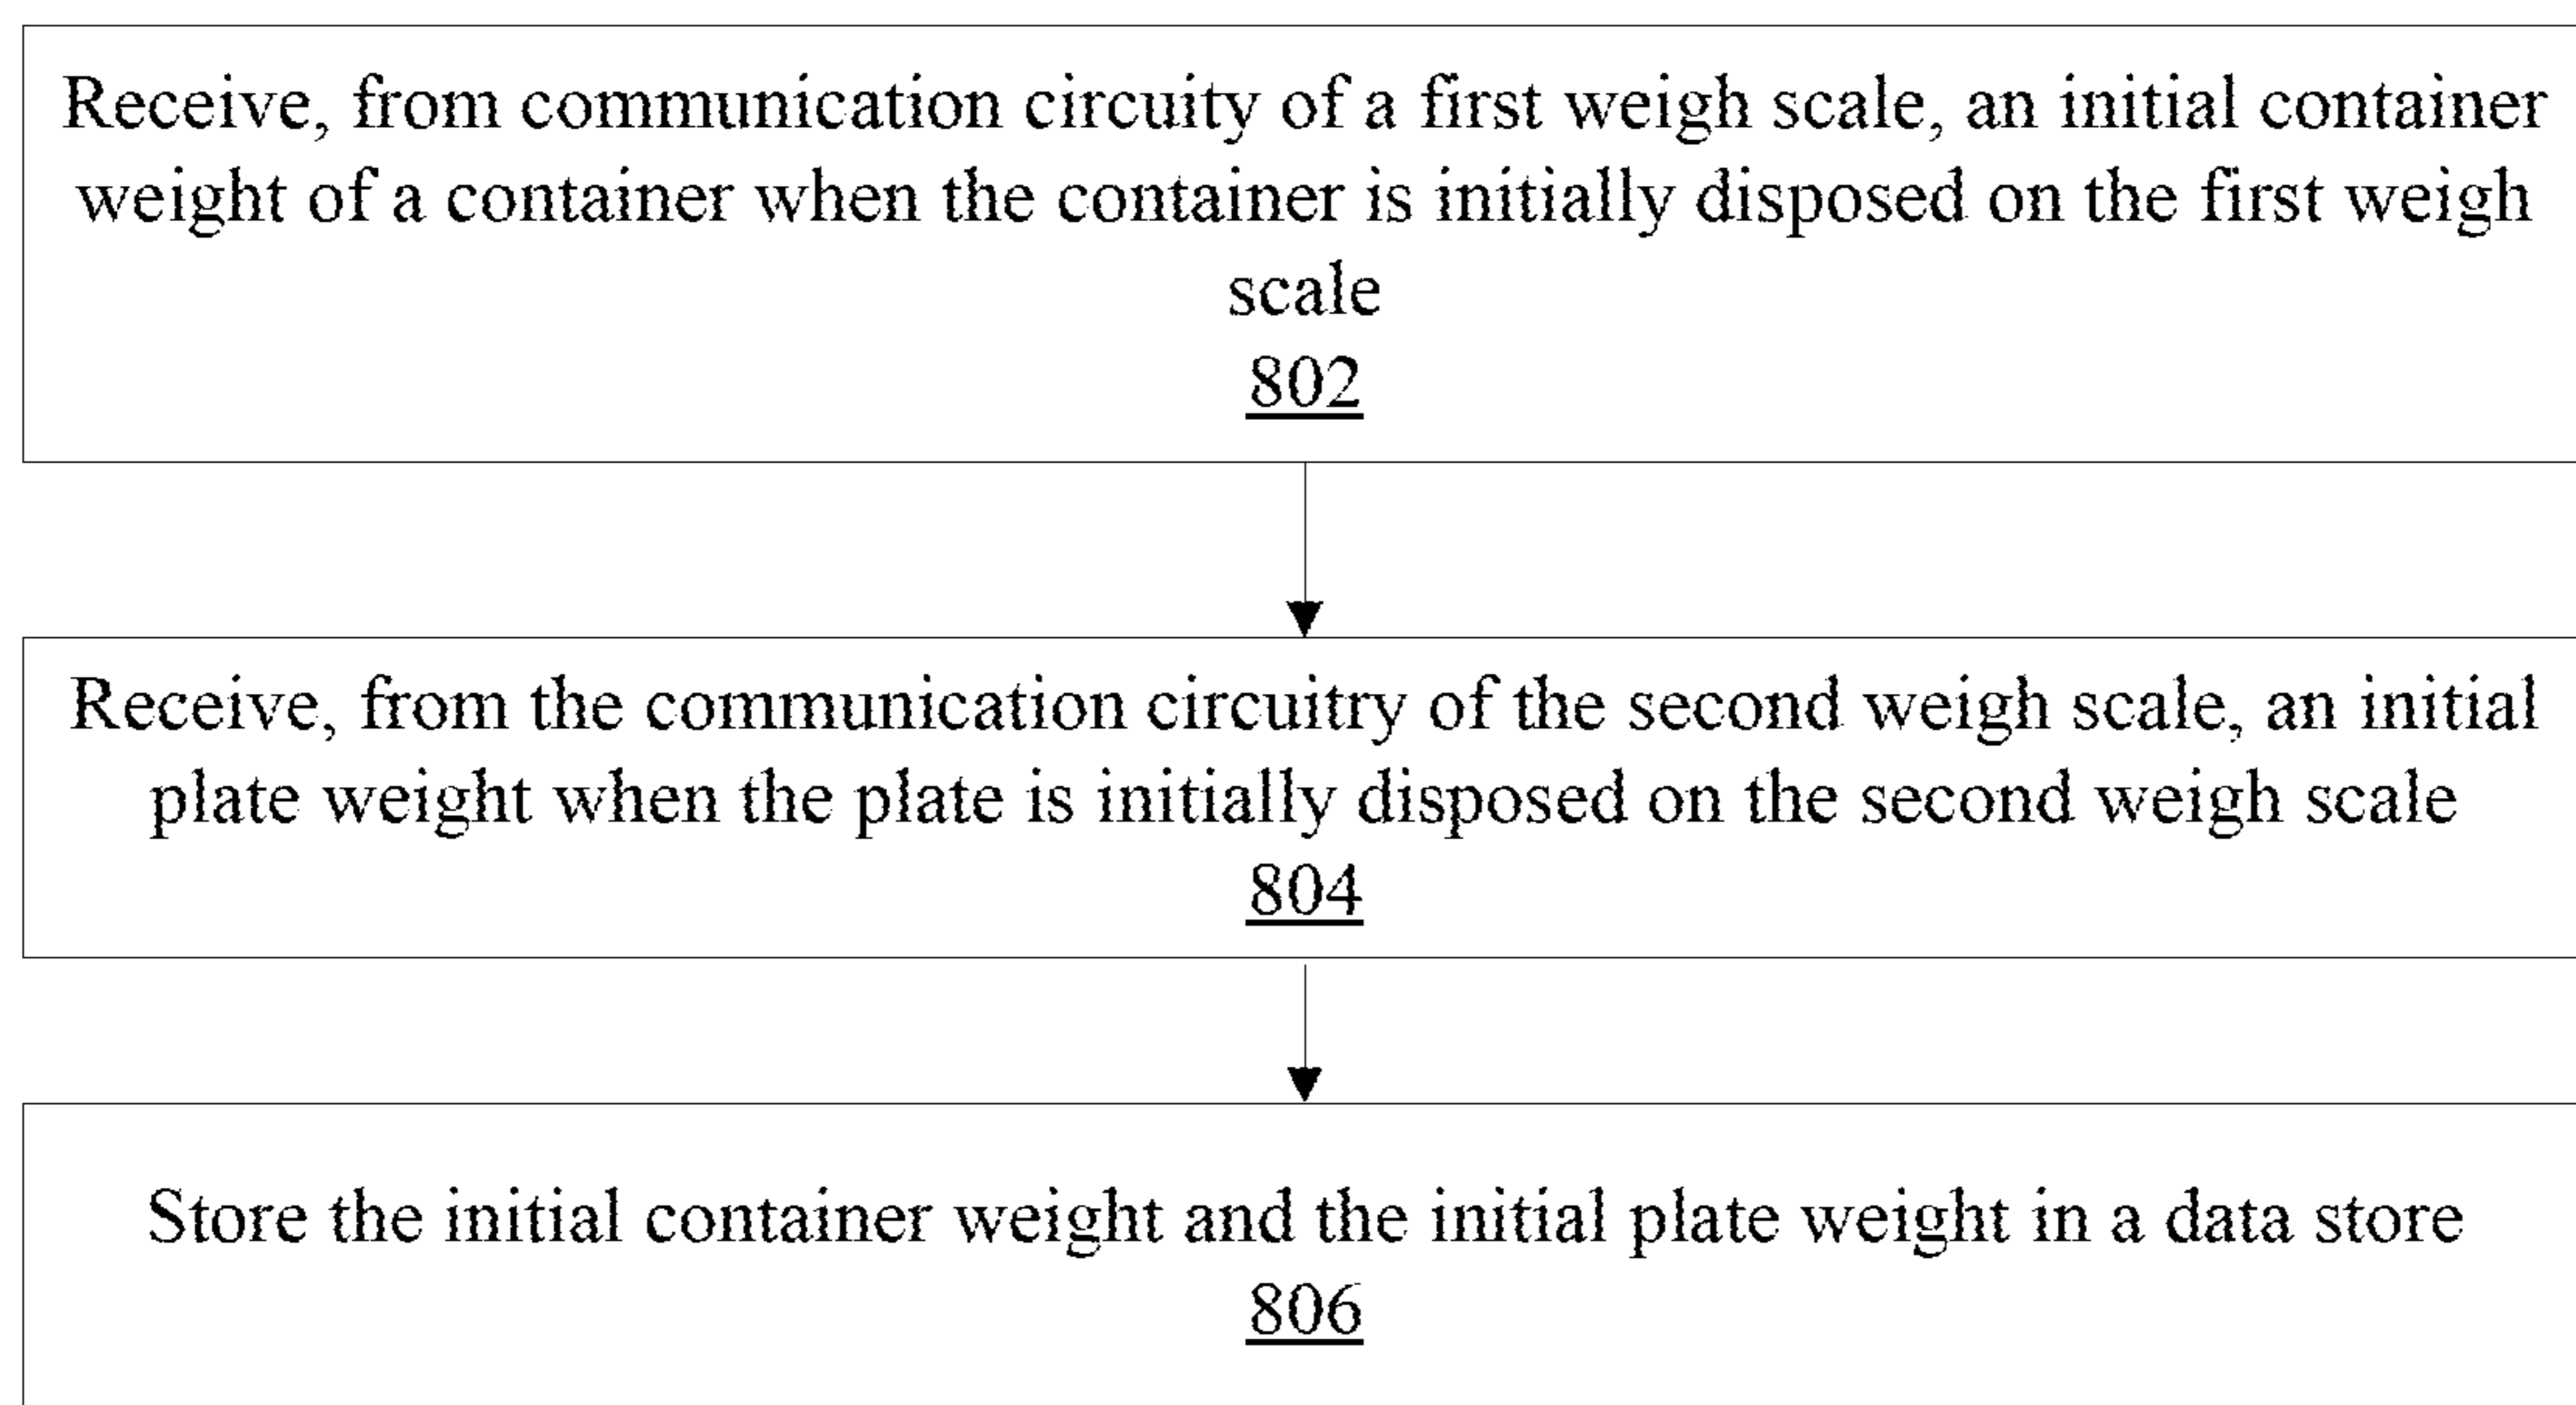 Receive, from communication circuity of a first weigh scale, an initial container
weight of a container when the container is initially disposed on the first weigh
scale
802
Receive, from the communication circuitry of the second weigh scale, an initial
plate weight when the plate is initially disposed on the second weigh scale
804
Store the initial container weight and the initial plate weight in a data store
806